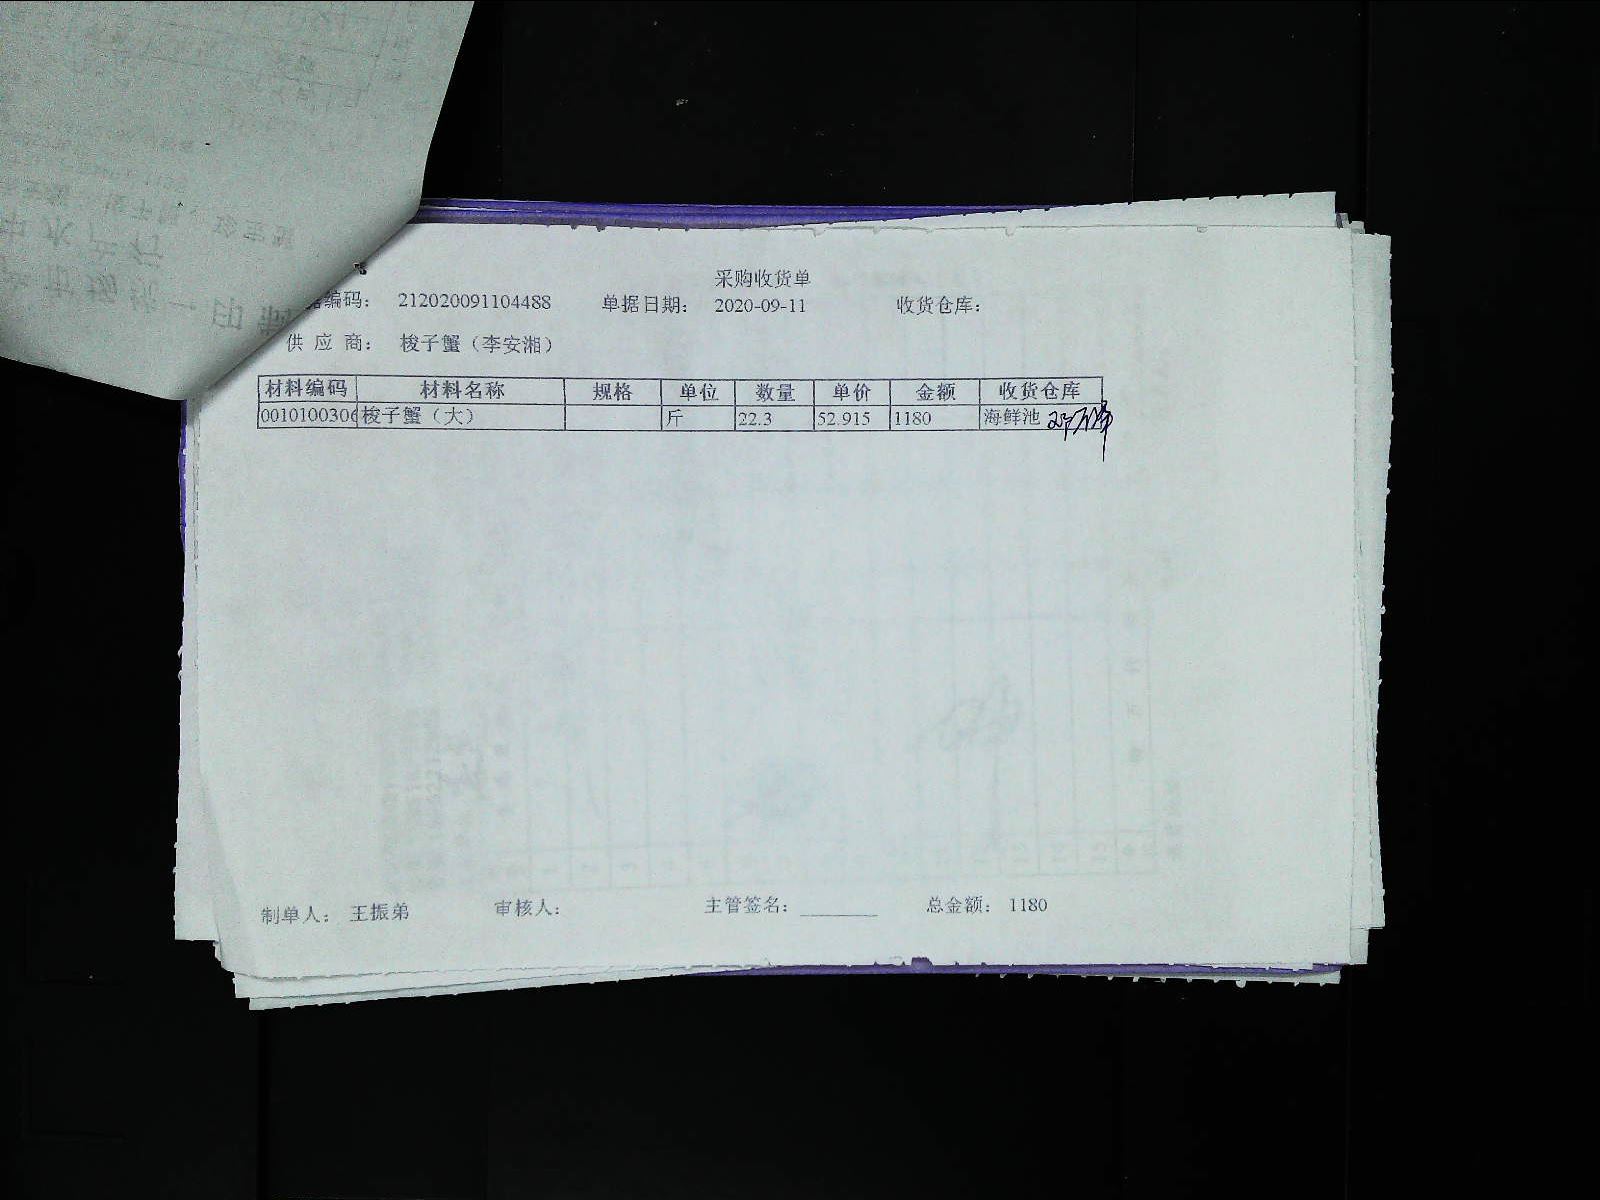 采购收货单
据编码： 212020091104488 单据日期： 2020-09-11 收货仓库：
供 应 商： 梭子蟹（李安湘）
材料编码 材料名称 规格 单位 数量 单价 金额 收货仓库
0010100306 梭子蟹（大） 斤 22.3 52.915 1180 海鲜池
制单人： 王振弟 审核人： 主管签名：________ 总金额： 1180